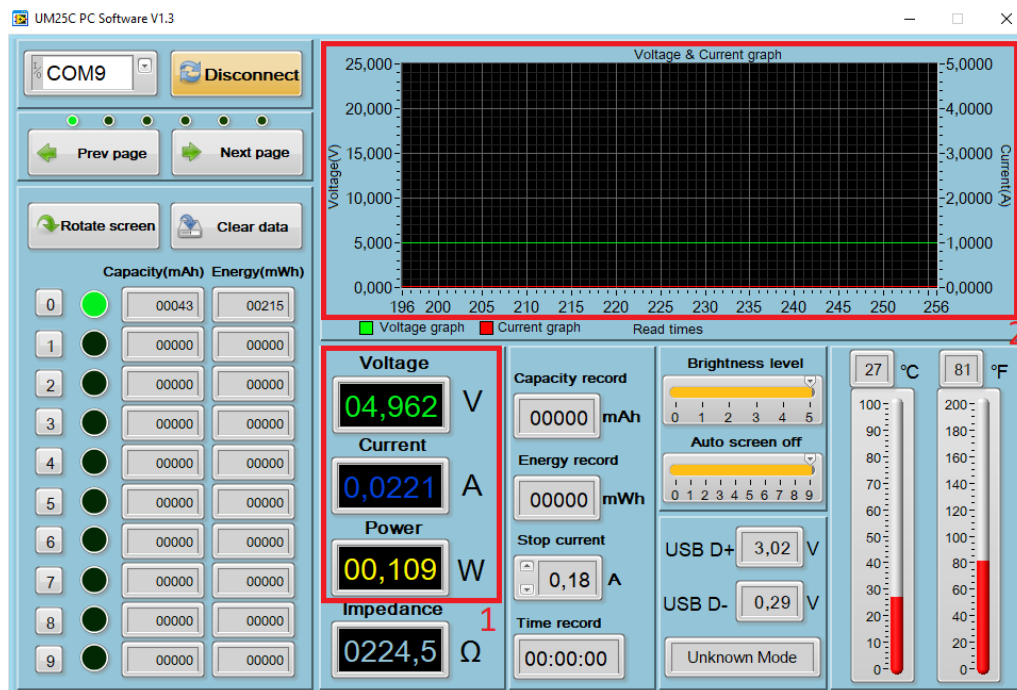 UM25C PC Software V1.3
COM9
Disconnect
Prev page
Next page
Rotate screen
Clear data
Capacity(mAh) Energy(mWh)
0 00043 00215
1 00000 00000
2 00000 00000
3 00000 00000
4 00000 00000
5 00000 00000
6 00000 00000
7 00000 00000
8 00000 00000
9 00000 00000
Voltage & Current graph
Voltage(V)
25,000
20,000
15,000
10,000
5,000
0,000
5,0000
4,0000
3,0000
2,0000
1,0000
0,0000
Current(A)
196 200 205 210 215 220 225 230 235 240 245 250 256
Voltage graph Current graph Read times
2
Voltage
04,962 V
Current
0,0221 A
Power
00,109 W
1
Impedance
0224,5 Ω
Capacity record
00000 mAh
Energy record
00000 mWh
Stop current
0,18 A
Time record
00:00:00
Brightness level
0 1 2 3 4 5
Auto screen off
0 1 2 3 4 5 6 7 8 9
USB D+ 3,02 V
USB D- 0,29 V
Unknown Mode
27 °C
100
90
80
70
60
50
40
30
20
10
0
81 °F
200
180
160
140
120
100
80
60
40
20
0